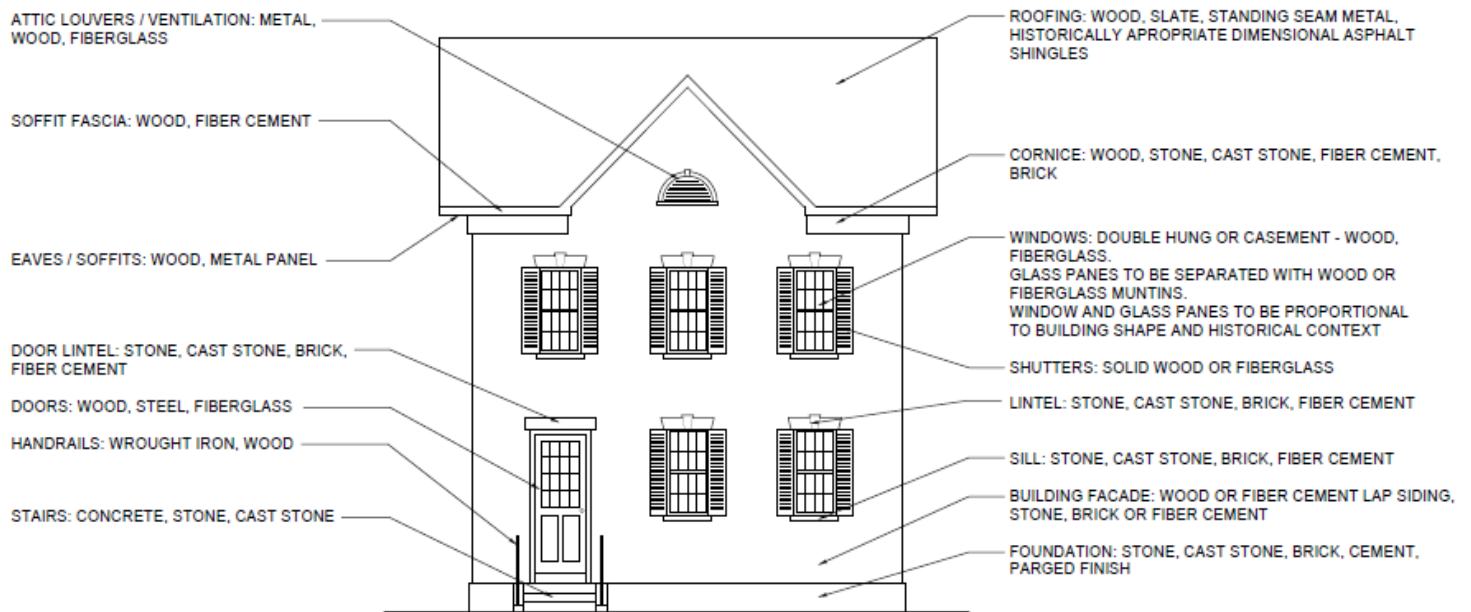 ATTIC LOUVERS / VENTILATION: METAL,
WOOD, FIBERGLASS
SOFFIT FASCIA: WOOD, FIBER CEMENT
EAVES / SOFFITS: WOOD, METAL PANEL
DOOR LINTEL: STONE, CAST STONE, BRICK,
FIBER CEMENT
DOORS: WOOD, STEEL, FIBERGLASS
HANDRAILS: WROUGHT IRON, WOOD
STAIRS: CONCRETE, STONE, CAST STONE
ROOFING: WOOD, SLATE, STANDING SEAM METAL,
HISTORICALLY APROPRIATE DIMENSIONAL ASPHALT
SHINGLES
CORNICE: WOOD, STONE, CAST STONE, FIBER CEMENT,
BRICK
WINDOWS: DOUBLE HUNG OR CASEMENT - WOOD,
FIBERGLASS.
GLASS PANES TO BE SEPARATED WITH WOOD OR
FIBERGLASS MUNTINS.
WINDOW AND GLASS PANES TO BE PROPORTIONAL
TO BUILDING SHAPE AND HISTORICAL CONTEXT
SHUTTERS: SOLID WOOD OR FIBERGLASS
LINTEL: STONE, CAST STONE, BRICK, FIBER CEMENT
SILL: STONE, CAST STONE, BRICK, FIBER CEMENT
BUILDING FACADE: WOOD OR FIBER CEMENT LAP SIDING,
STONE, BRICK OR FIBER CEMENT
FOUNDATION: STONE, CAST STONE, BRICK, CEMENT,
PARGED FINISH